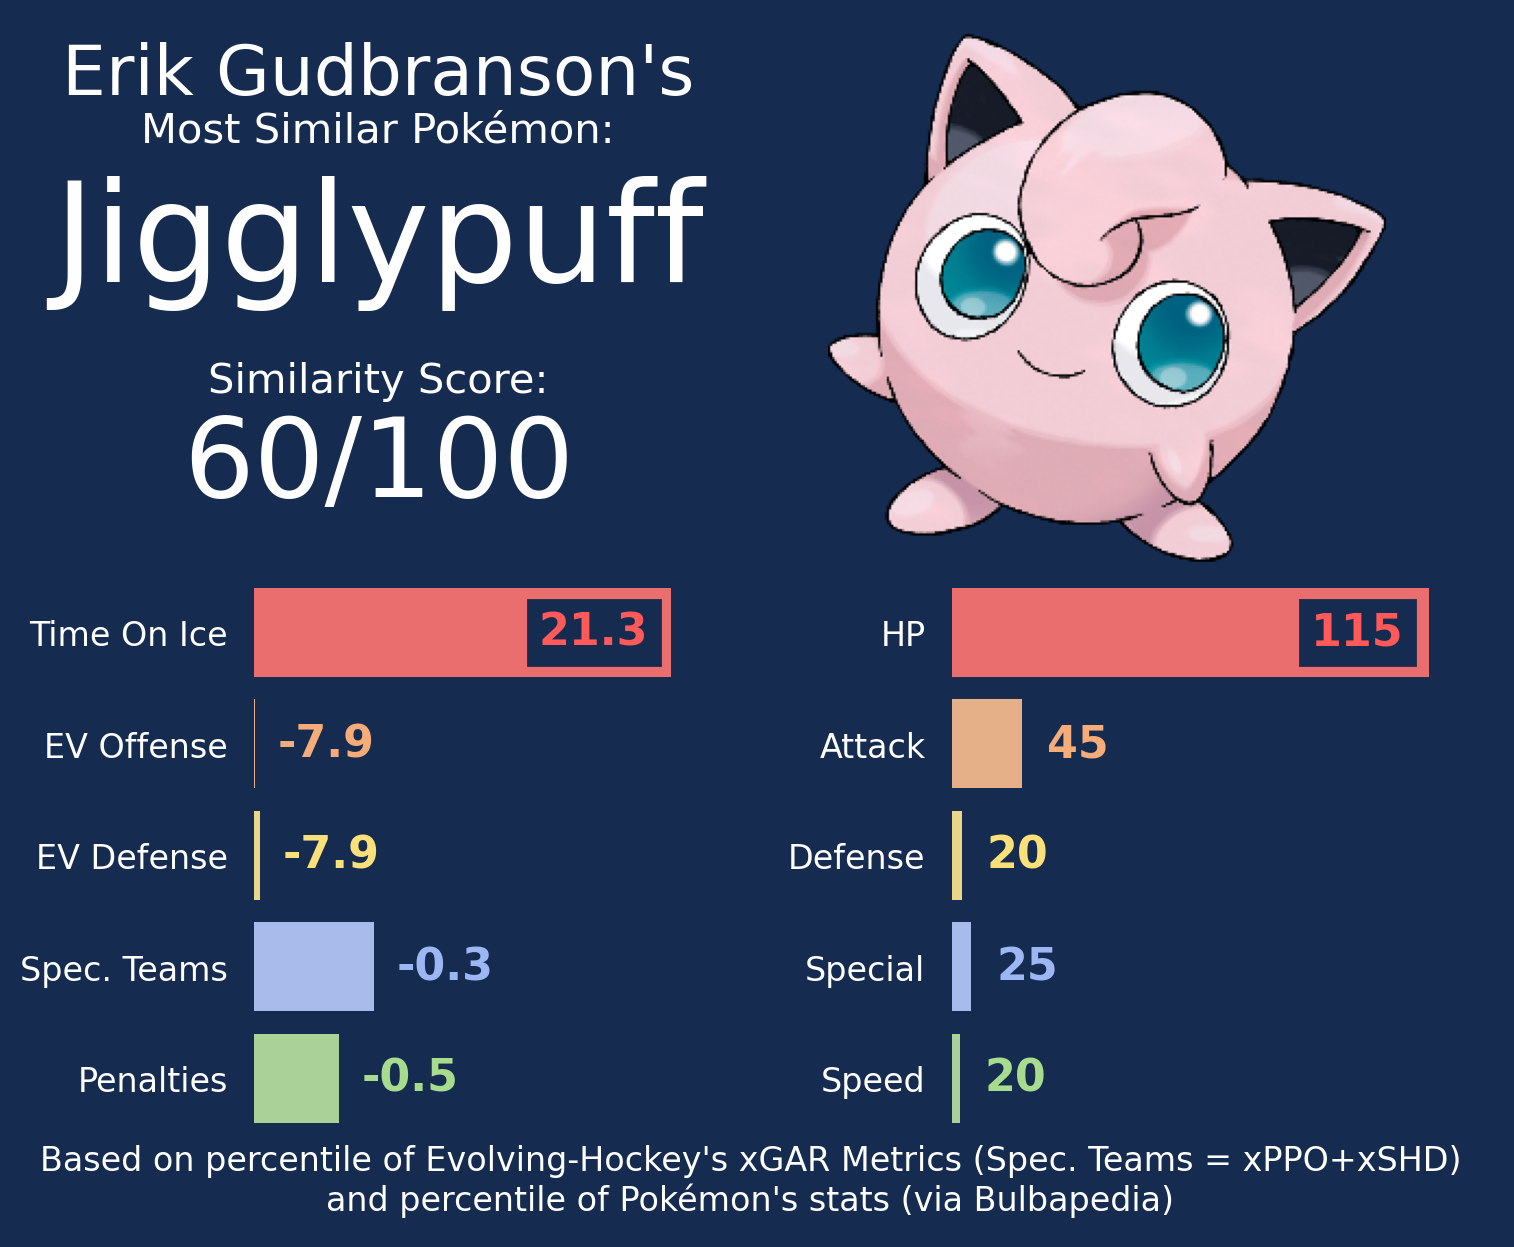 Erik Gudbranson's
Most Similar Pokémon:
Jigglypuff
Similarity Score:
60/100
Time On Ice 21.3
EV Offense -7.9
EV Defense -7.9
Spec. Teams -0.3
Penalties -0.5
HP 115
Attack 45
Defense 20
Special 25
Speed 20
Based on percentile of Evolving-Hockey's xGAR Metrics (Spec. Teams = xPPO+xSHD)
and percentile of Pokémon's stats (via Bulbapedia)